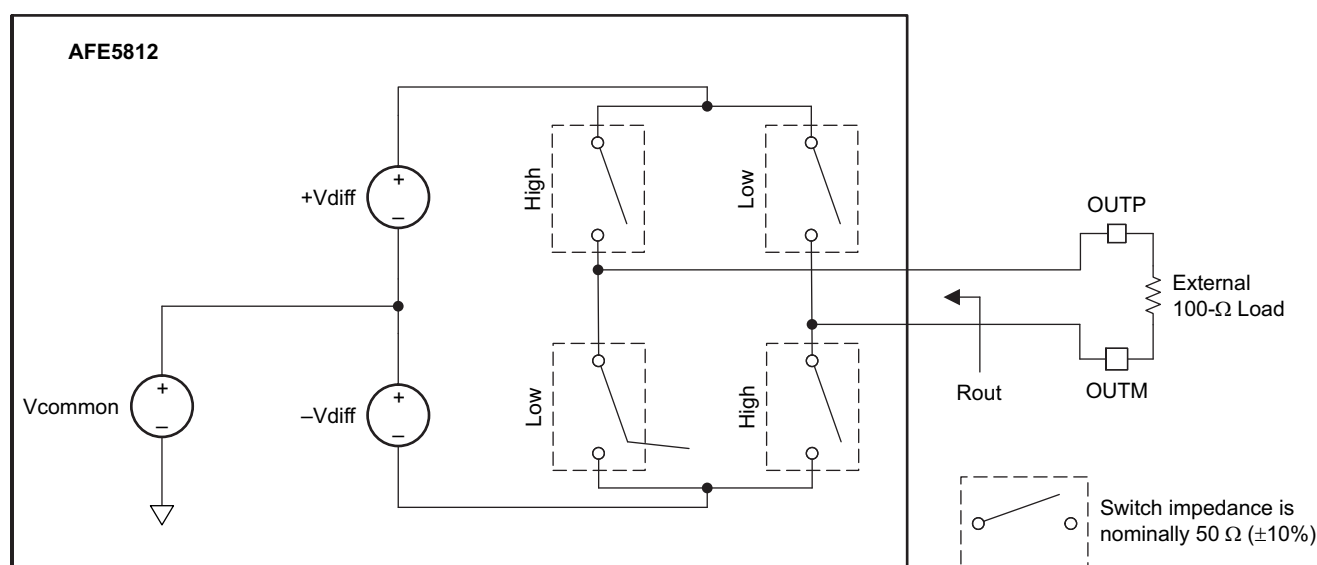 AFE5812
+Vdiff
High
Low
OUTP
External
100-Ω Load
Vcommon
–Vdiff
Low
High
Rout
OUTM
Switch impedance is
nominally 50 Ω (±10%)